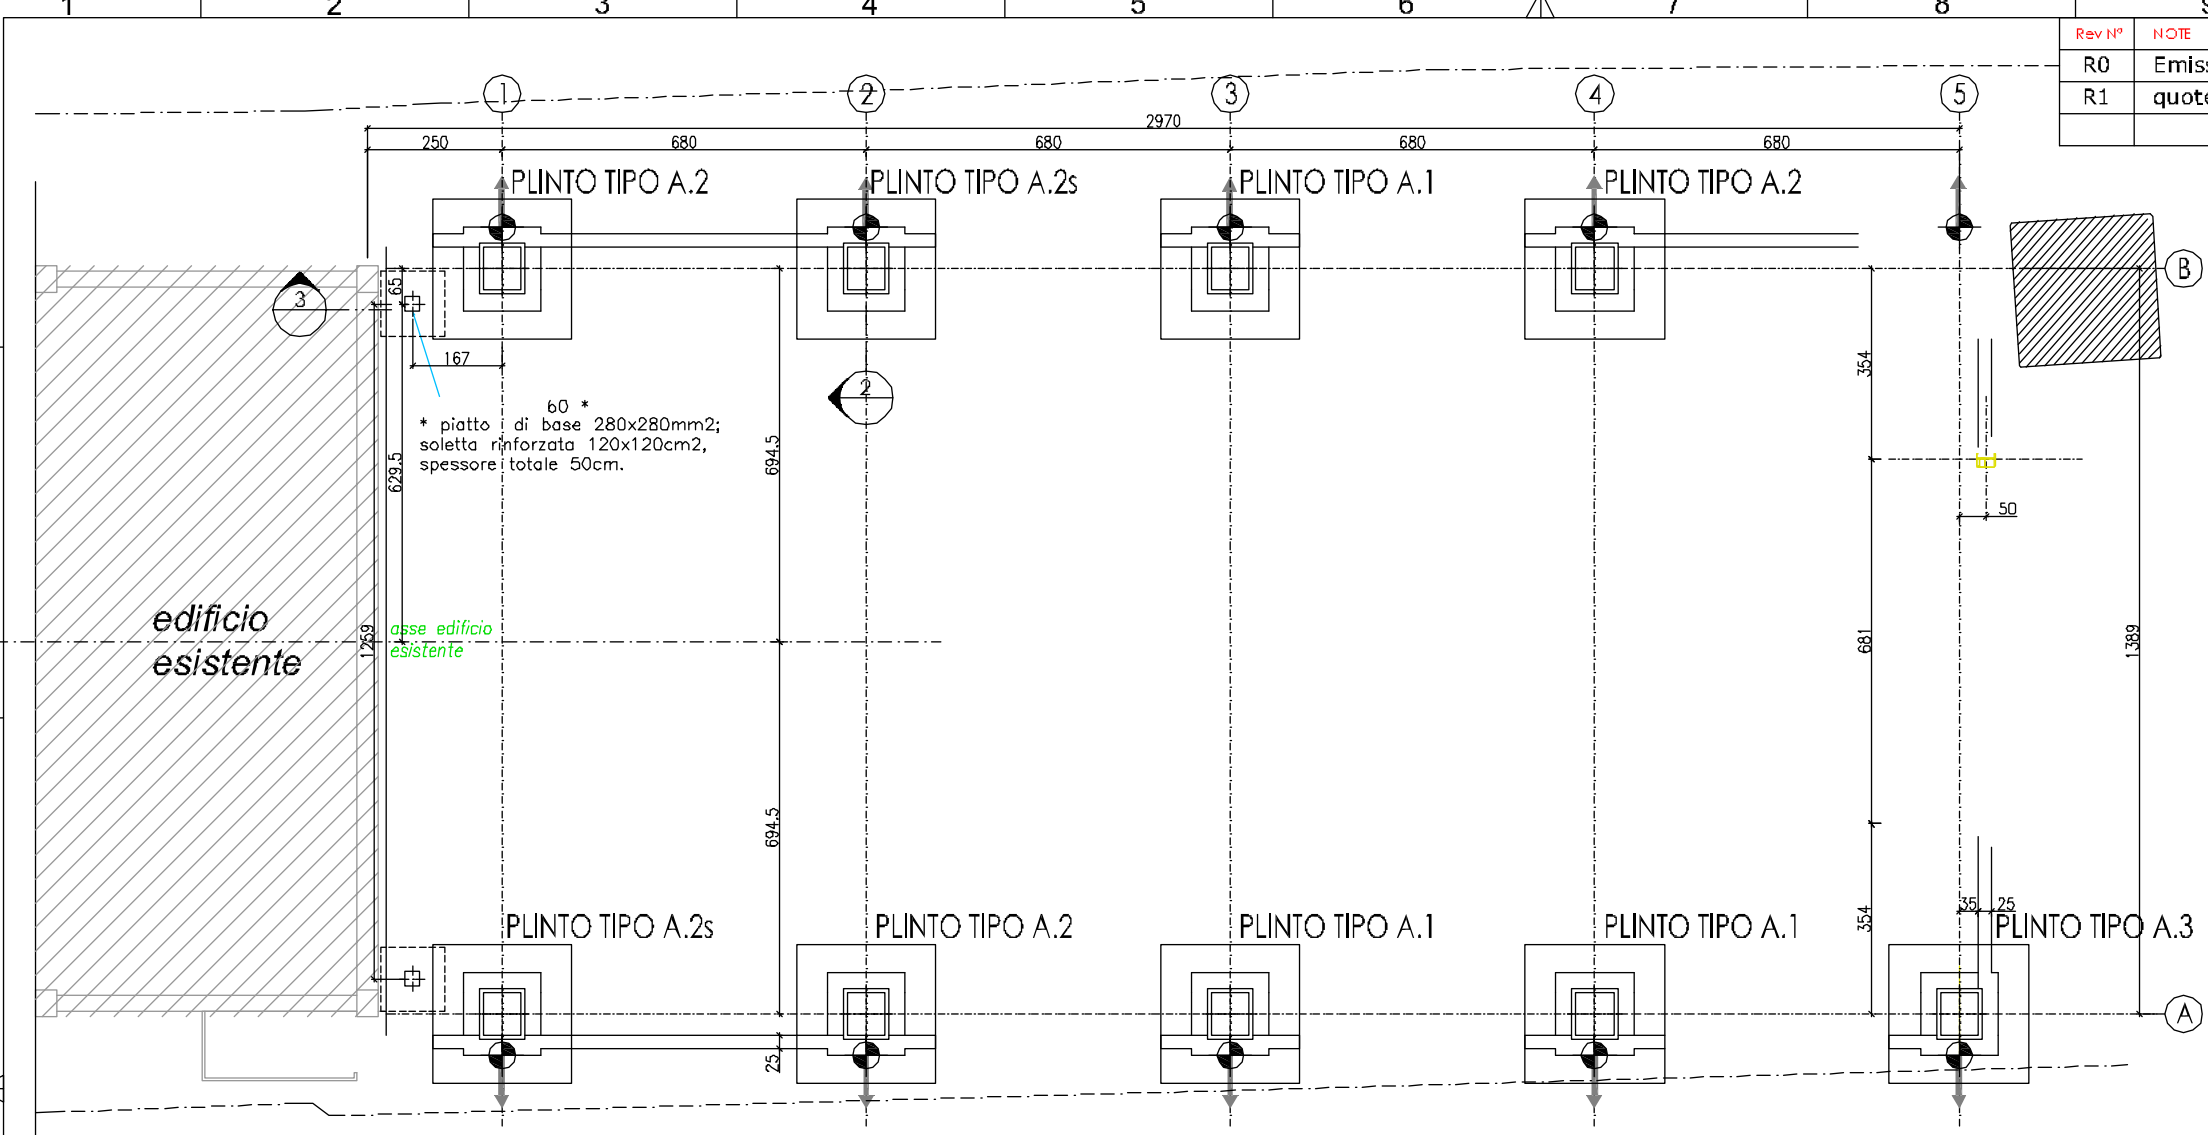 1 2 3 4 5 6 7 8
Rev N° NOTE
R0 Emiss
R1 quote
1 2 3 4 5
2970
250 680 680 680 680
PLINTO TIPO A.2 PLINTO TIPO A.2s PLINTO TIPO A.1 PLINTO TIPO A.2
B
3
65
167
354
2
60 *
* piatto di base 280x280mm2;
soletta rinforzata 120x120cm2,
spessore totale 50cm.
629.5
694.5
50
edificio
esistente
asse edificio
esistente
1259
681
1389
694.5
354
35 25
PLINTO TIPO A.2s PLINTO TIPO A.2 PLINTO TIPO A.1 PLINTO TIPO A.1 PLINTO TIPO A.3
A
25